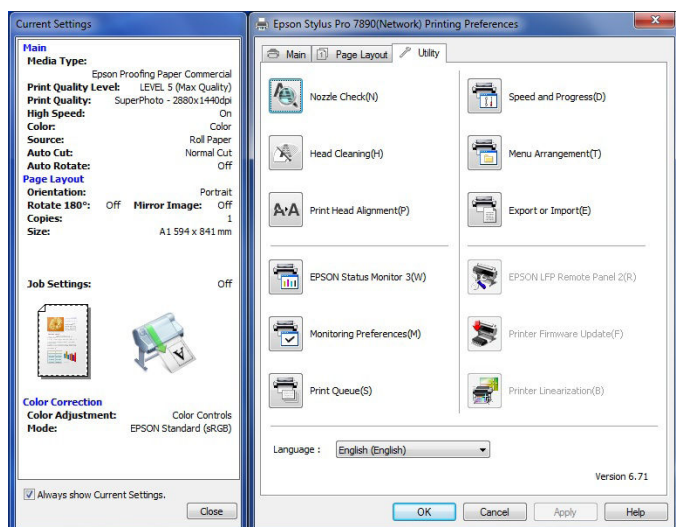 Current Settings
Main
Media Type:
Epson Proofing Paper Commercial
Print Quality Level: LEVEL 5 (Max Quality)
Print Quality: SuperPhoto - 2880x1440dpi
High Speed: On
Color: Color
Source: Roll Paper
Auto Cut: Normal Cut
Auto Rotate: Off
Page Layout
Orientation: Portrait
Rotate 180°: Off Mirror Image: Off
Copies: 1
Size: A1 594 x 841 mm
Job Settings: Off
Color Correction
Color Adjustment: Color Controls
Mode: EPSON Standard (sRGB)
Always show Current Settings.
Close
Epson Stylus Pro 7890(Network) Printing Preferences
Main Page Layout Utility
Nozzle Check(N) Speed and Progress(D)
Head Cleaning(H) Menu Arrangement(T)
Print Head Alignment(P) Export or Import(E)
EPSON Status Monitor 3(W) EPSON LFP Remote Panel 2(R)
Monitoring Preferences(M) Printer Firmware Update(F)
Print Queue(S) Printer Linearization(B)
Language : English (English)
Version 6.71
OK Cancel Apply Help